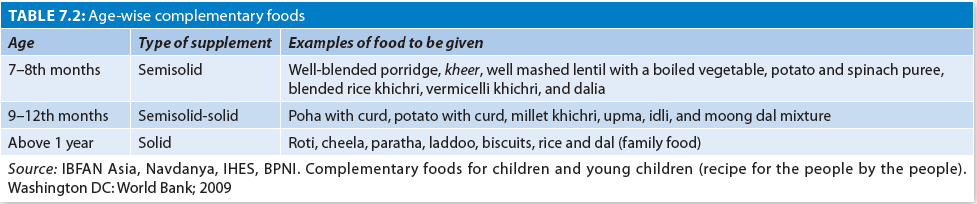 TABLE 7.2: Age-wise complementary foods
Age Type of supplement Examples of food to be given
7–8th months Semisolid Well-blended porridge, kheer, well mashed lentil with a boiled vegetable, potato and spinach puree,
blended rice khichri, vermicelli khichri, and dalia
9–12th months Semisolid-solid Poha with curd, potato with curd, millet khichri, upma, idli, and moong dal mixture
Above 1 year Solid Roti, cheela, paratha, laddoo, biscuits, rice and dal (family food)
Source: IBFAN Asia, Navdanya, IHES, BPNI. Complementary foods for children and young children (recipe for the people by the people).
Washington DC: World Bank; 2009